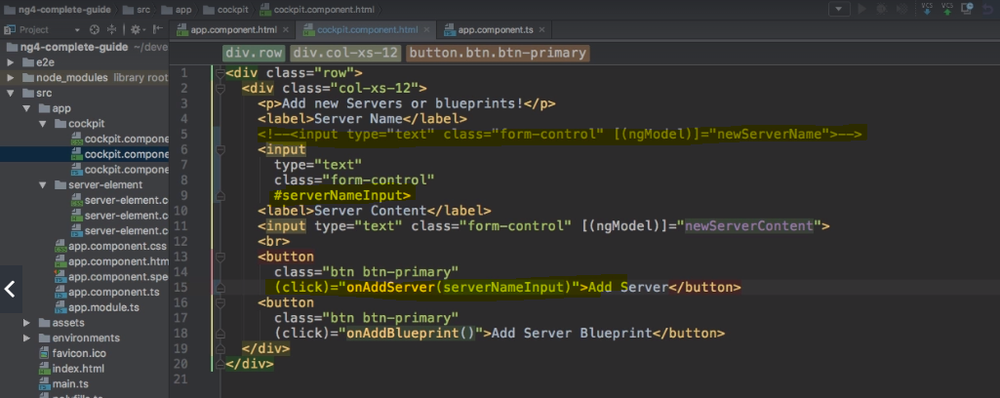 ng4-complete-guide src app cockpit cockpit.component.html
VCS VCS
Project app.component.html cockpit.component.html app.component.ts
ng4-complete-guide ~/deve
e2e
node_modules library root
src
app
cockpit
cockpit.compone
cockpit.compone
cockpit.compone
server-element
server-element.c
server-element.c
server-element.c
app.component.css
app.component.htm
app.component.spe
app.component.ts
app.module.ts
assets
environments
favicon.ico
index.html
main.ts
polyfills.ts
div.row div.col-xs-12 button.btn.btn-primary
1 <div class="row">
2 <div class="col-xs-12">
3 <p>Add new Servers or blueprints!</p>
4 <label>Server Name</label>
5 <!--<input type="text" class="form-control" [(ngModel)]="newServerName">-->
6 <input
7 type="text"
8 class="form-control"
9 #serverNameInput>
10 <label>Server Content</label>
11 <input type="text" class="form-control" [(ngModel)]="newServerContent">
12 <br>
13 <button
14 class="btn btn-primary"
15 (click)="onAddServer(serverNameInput)">Add Server</button>
16 <button
17 class="btn btn-primary"
18 (click)="onAddBlueprint()">Add Server Blueprint</button>
19 </div>
20 </div>
21